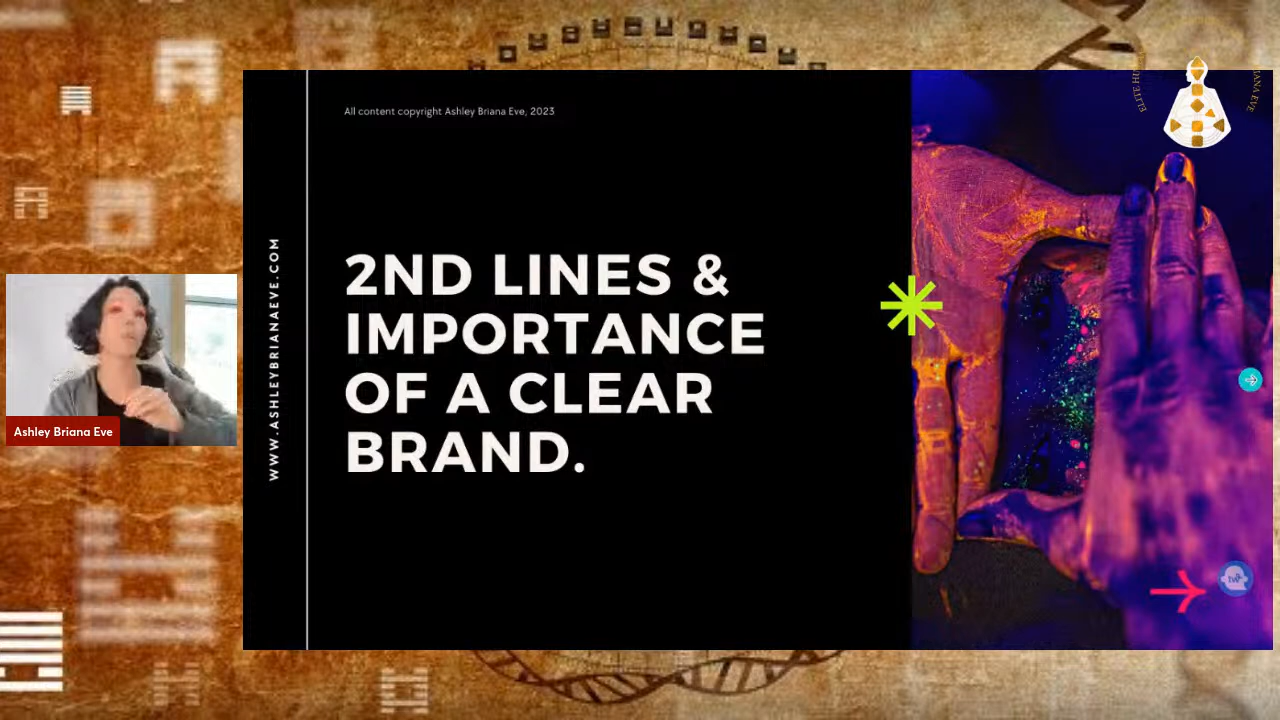 All content copyright Ashley Briana Eve, 2023
WWW.ASHLEYBRIANAEVE.COM
2ND LINES &
IMPORTANCE
OF A CLEAR
BRAND.
Ashley Briana Eve